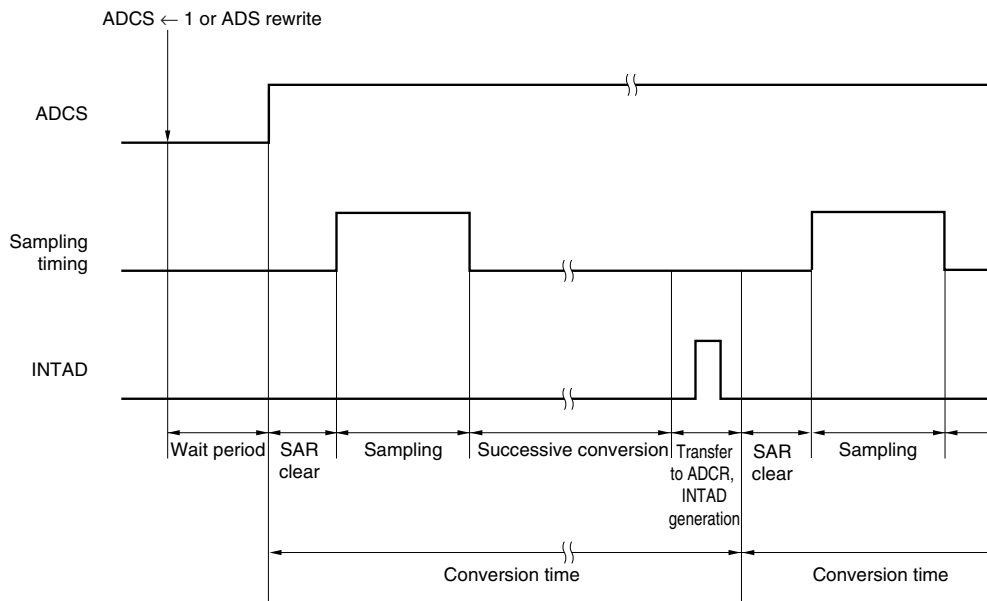 ADCS ← 1 or ADS rewrite
ADCS
Sampling
timing
INTAD
Wait period
SAR
clear
Sampling
Successive conversion
Transfer
to ADCR,
INTAD
generation
SAR
clear
Sampling
Conversion time
Conversion time